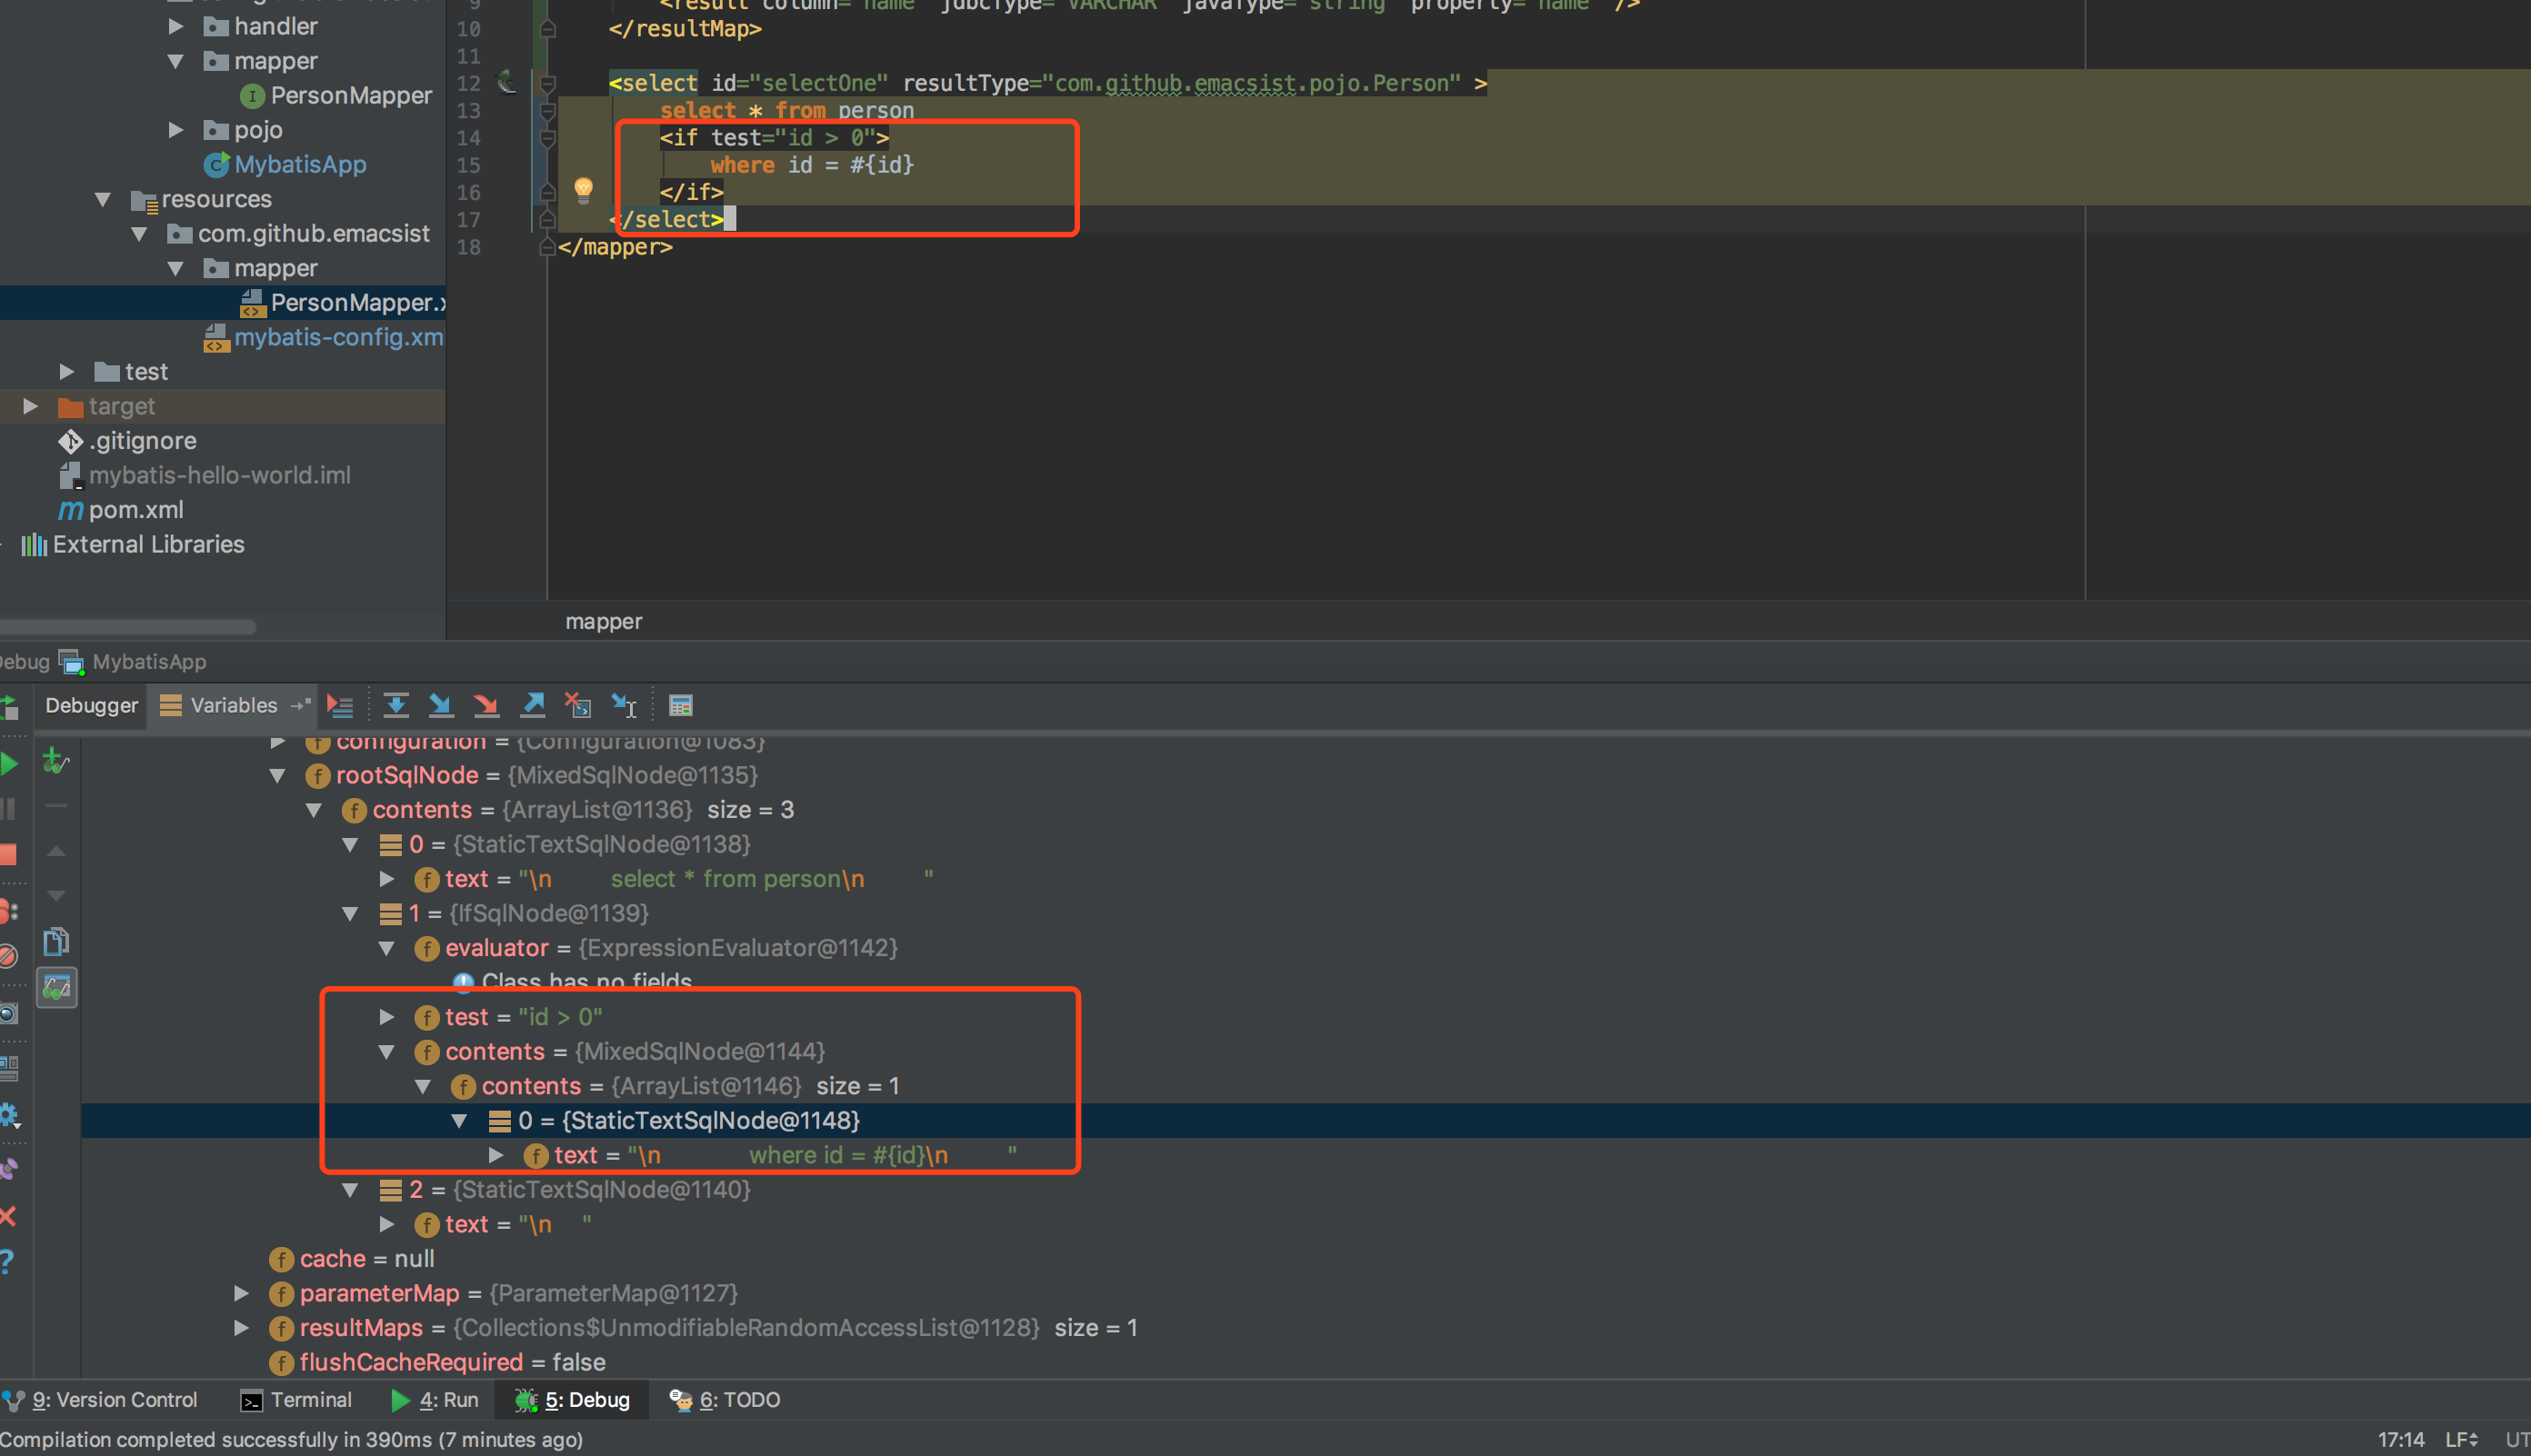 handler
mapper
PersonMapper
pojo
MybatisApp
resources
com.github.emacsist
mapper
PersonMapper.x
mybatis-config.xm
test
target
.gitignore
mybatis-hello-world.iml
pom.xml
External Libraries
9 <result column="name" jdbcType="VARCHAR" javaType="string" property="name" />
10 </resultMap>
11
12 <select id="selectOne" resultType="com.github.emacsist.pojo.Person" >
13 select * from person
14 <if test="id > 0">
15 where id = #{id}
16 </if>
17 </select>
18 </mapper>
mapper
Debug MybatisApp
Debugger Variables
configuration = {Configuration@1083}
rootSqlNode = {MixedSqlNode@1135}
contents = {ArrayList@1136} size = 3
0 = {StaticTextSqlNode@1138}
text = "\n select * from person\n "
1 = {IfSqlNode@1139}
evaluator = {ExpressionEvaluator@1142}
Class has no fields
test = "id > 0"
contents = {MixedSqlNode@1144}
contents = {ArrayList@1146} size = 1
0 = {StaticTextSqlNode@1148}
text = "\n where id = #{id}\n "
2 = {StaticTextSqlNode@1140}
text = "\n "
cache = null
parameterMap = {ParameterMap@1127}
resultMaps = {Collections$UnmodifiableRandomAccessList@1128} size = 1
flushCacheRequired = false
9: Version Control Terminal 4: Run 5: Debug 6: TODO
Compilation completed successfully in 390ms (7 minutes ago) 17:14 LF UT